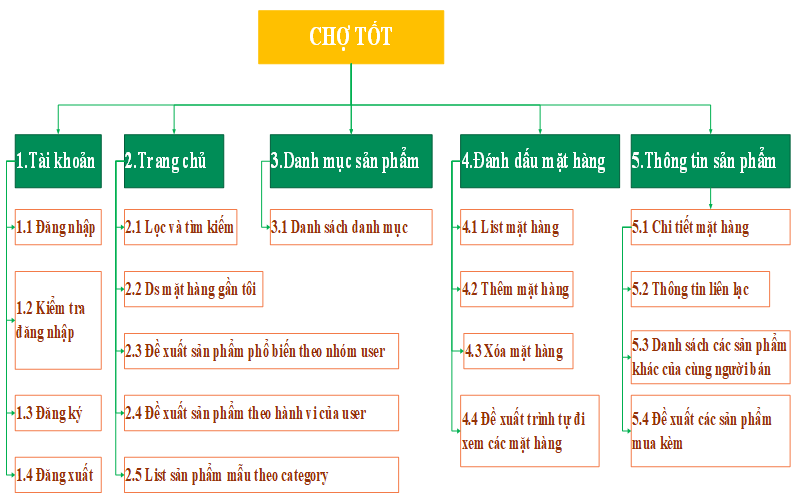 CHỢ TỐT
1.Tài khoản
2.Trang chủ
3.Danh mục sản phẩm
4.Đánh dấu mặt hàng
5.Thông tin sản phẩm
1.1 Đăng nhập
1.2 Kiểm tra
đăng nhập
1.3 Đăng ký
1.4 Đăng xuất
2.1 Lọc và tìm kiếm
2.2 Ds mặt hàng gần tôi
2.3 Đề xuất sản phẩm phổ biến theo nhóm user
2.4 Đề xuất sản phẩm theo hành vi của user
2.5 List sản phẩm mẫu theo category
3.1 Danh sách danh mục
4.1 List mặt hàng
4.2 Thêm mặt hàng
4.3 Xóa mặt hàng
4.4 Đề xuất trình tự đi
xem các mặt hàng
5.1 Chi tiết mặt hàng
5.2 Thông tin liên lạc
5.3 Danh sách các sản phẩm
khác của cùng người bán
5.4 Đề xuất các sản phẩm
mua kèm